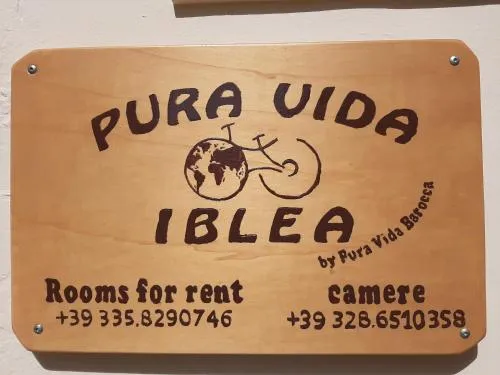 PURA VIDA
IBLEA
by Pura Vida Barocca
Rooms for rent
+39 335.8290746
camere
+39 328.6510358